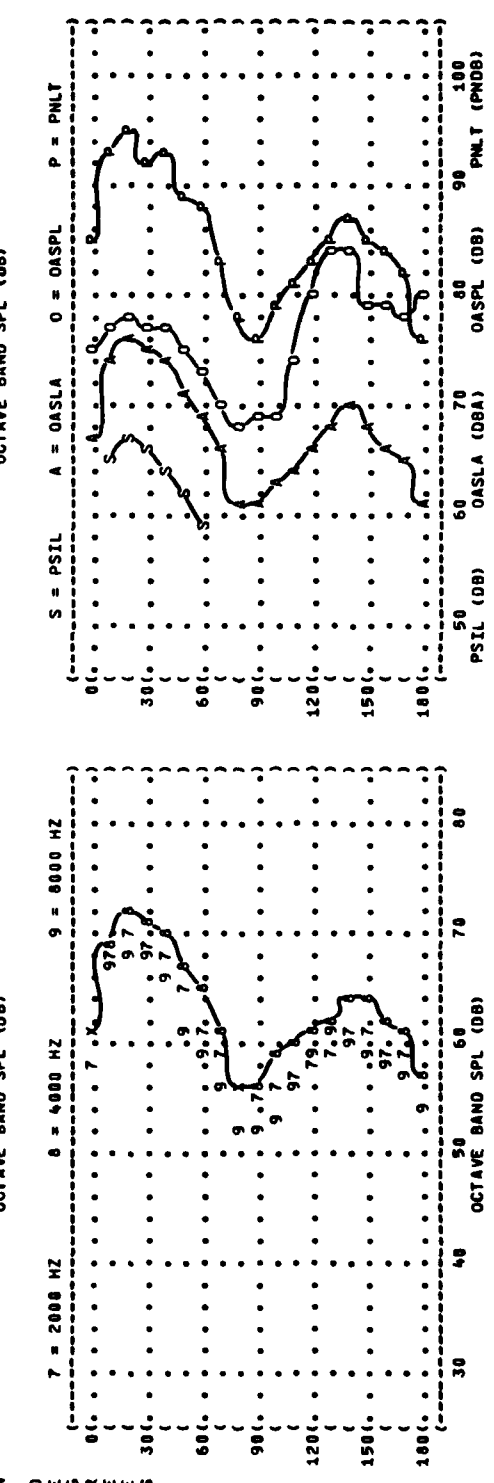 OCTAVE BAND SPL (DB) OCTAVE BAND SPL (DB)
7 = 2000 HZ 8 = 4000 HZ 9 = 8000 HZ
0
30
60
90
120
150
180
30 40 50 60 70 80
OCTAVE BAND SPL (DB)
S = PSIL A = OASLA O = OASPL P = PNLT
0
30
60
90
120
150
180
50 60 70 80 90 100
PSIL (DB) OASLA (DBA) OASPL (DB) PNLT (PNDB)